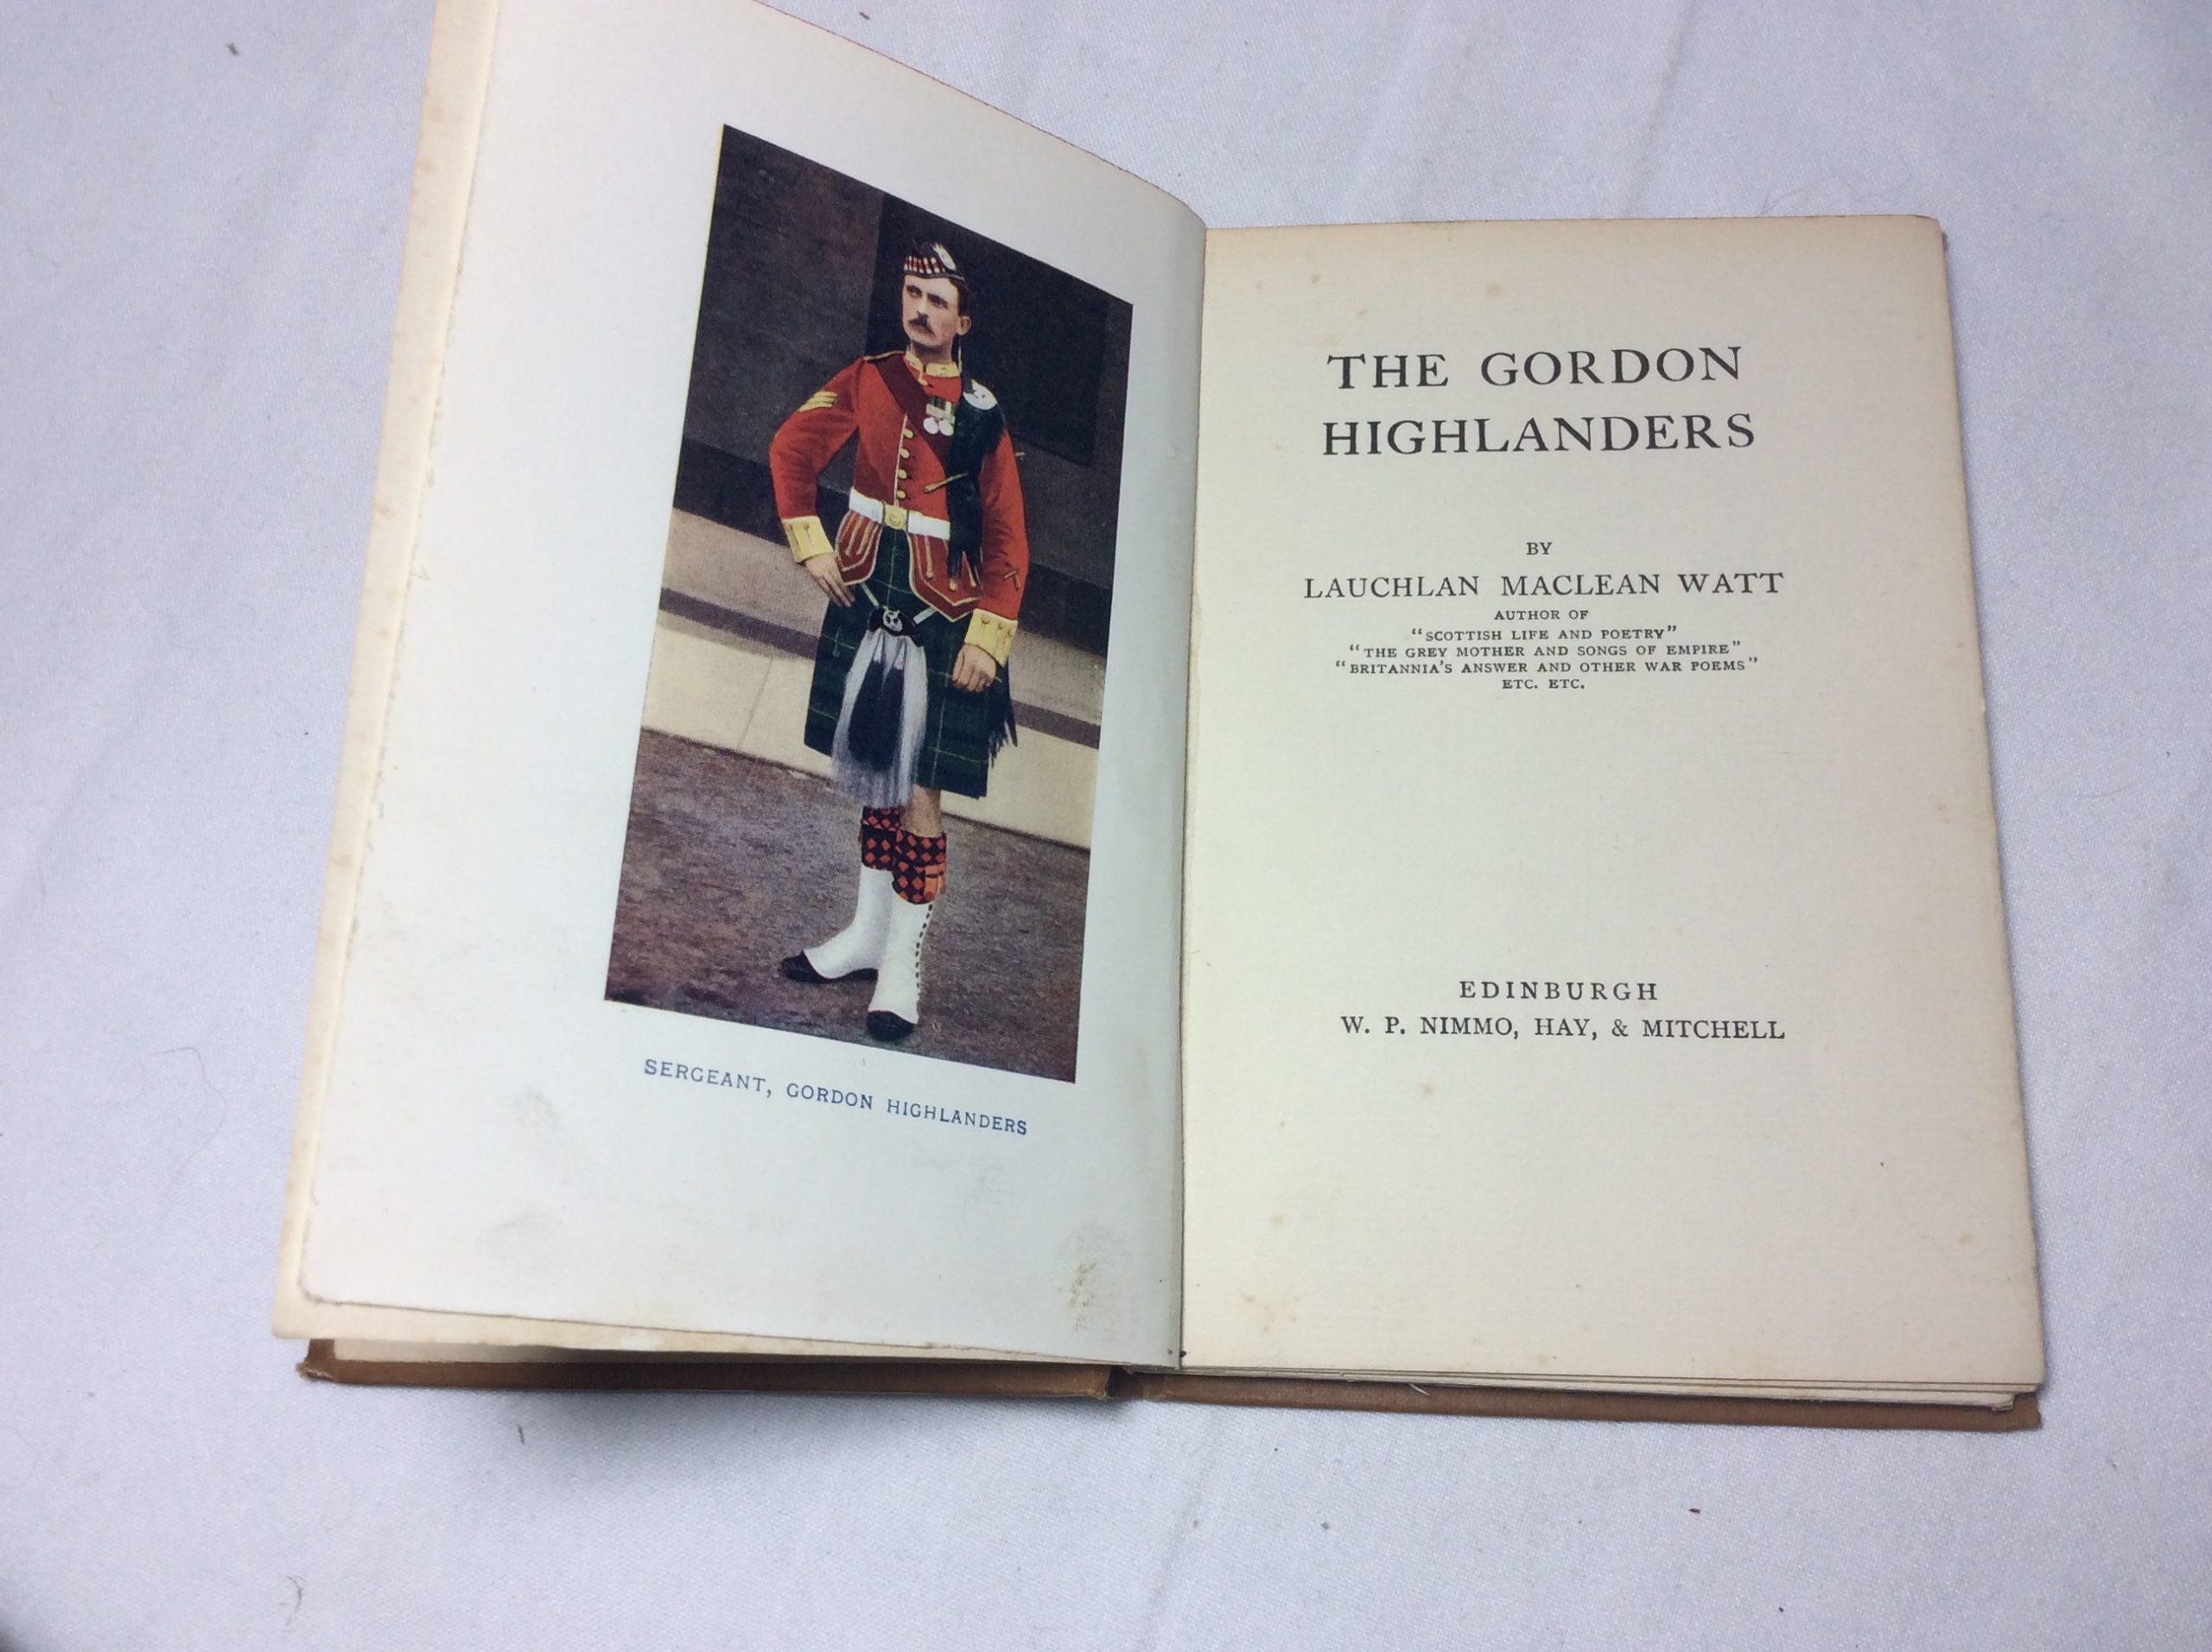 SERGEANT, GORDON HIGHLANDERS
THE GORDON
HIGHLANDERS
BY
LAUCHLAN MACLEAN WATT
AUTHOR OF
"SCOTTISH LIFE AND POETRY"
"THE GREY MOTHER AND SONGS OF EMPIRE"
"BRITANNIA'S ANSWER AND OTHER WAR POEMS"
ETC. ETC.
EDINBURGH
W. P. NIMMO, HAY, & MITCHELL